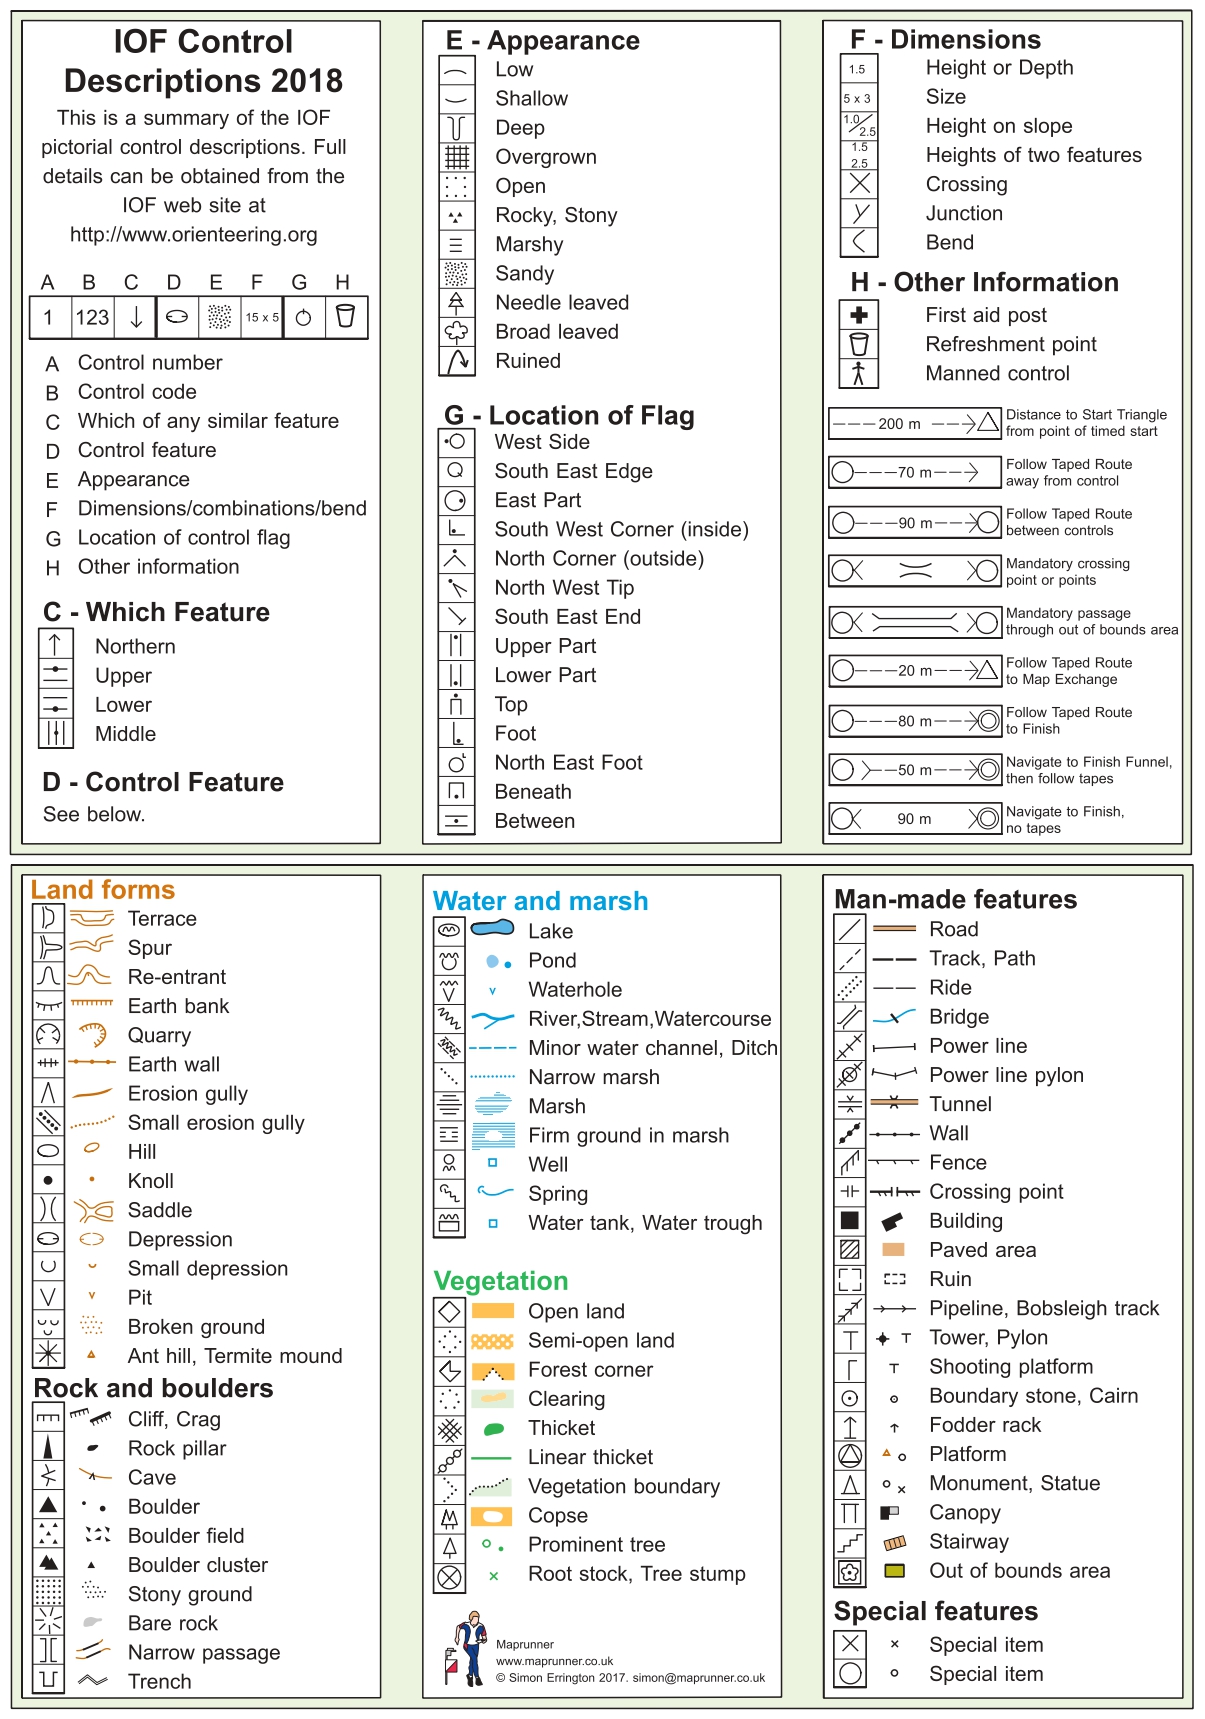 IOF Control
Descriptions 2018
This is a summary of the IOF
pictorial control descriptions. Full
details can be obtained from the
IOF web site at
http://www.orienteering.org
A B C D E F G H
1 123 15 x 5
A Control number
B Control code
C Which of any similar feature
D Control feature
E Appearance
F Dimensions/combinations/bend
G Location of control flag
H Other information
C - Which Feature
Northern
Upper
Lower
Middle
D - Control Feature
See below.
E - Appearance
Low
Shallow
Deep
Overgrown
Open
Rocky, Stony
Marshy
Sandy
Needle leaved
Broad leaved
Ruined
G - Location of Flag
West Side
South East Edge
East Part
South West Corner (inside)
North Corner (outside)
North West Tip
South East End
Upper Part
Lower Part
Top
Foot
North East Foot
Beneath
Between
F - Dimensions
1.5 Height or Depth
5 x 3 Size
1.0 2.5 Height on slope
1.5
2.5 Heights of two features
Crossing
Junction
Bend
H - Other Information
First aid post
Refreshment point
Manned control
200 m Distance to Start Triangle
from point of timed start
70 m Follow Taped Route
away from control
90 m Follow Taped Route
between controls
Mandatory crossing
point or points
Mandatory passage
through out of bounds area
20 m Follow Taped Route
to Map Exchange
80 m Follow Taped Route
to Finish
50 m Navigate to Finish Funnel,
then follow tapes
90 m Navigate to Finish,
no tapes
Land forms
Terrace
Spur
Re-entrant
Earth bank
Quarry
Earth wall
Erosion gully
Small erosion gully
Hill
Knoll
Saddle
Depression
Small depression
Pit
Broken ground
Ant hill, Termite mound
Rock and boulders
Cliff, Crag
Rock pillar
Cave
Boulder
Boulder field
Boulder cluster
Stony ground
Bare rock
Narrow passage
Trench
Water and marsh
Lake
Pond
Waterhole
River,Stream,Watercourse
Minor water channel, Ditch
Narrow marsh
Marsh
Firm ground in marsh
Well
Spring
Water tank, Water trough
Vegetation
Open land
Semi-open land
Forest corner
Clearing
Thicket
Linear thicket
Vegetation boundary
Copse
Prominent tree
Root stock, Tree stump
Maprunner
www.maprunner.co.uk
© Simon Errington 2017. simon@maprunner.co.uk
Man-made features
Road
Track, Path
Ride
Bridge
Power line
Power line pylon
Tunnel
Wall
Fence
Crossing point
Building
Paved area
Ruin
Pipeline, Bobsleigh track
Tower, Pylon
Shooting platform
Boundary stone, Cairn
Fodder rack
Platform
Monument, Statue
Canopy
Stairway
Out of bounds area
Special features
Special item
Special item